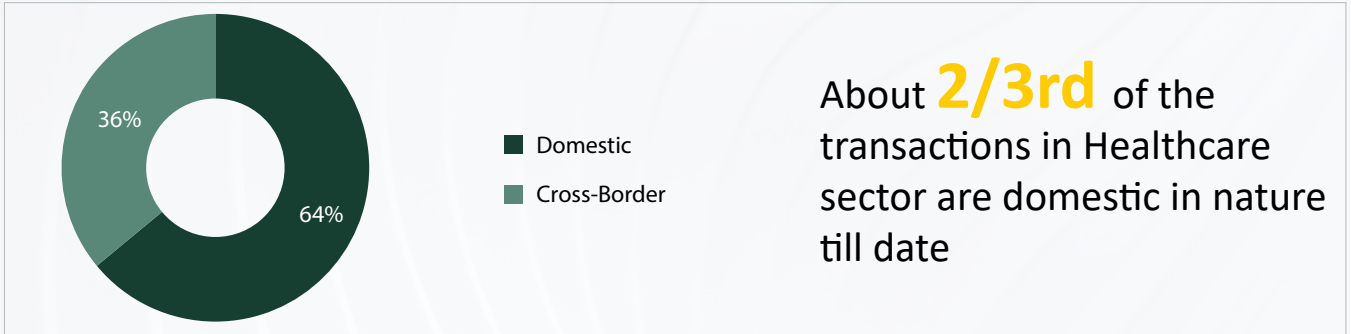 36%
64%
Domestic
Cross-Border
About 2/3rd of the
transactions in Healthcare
sector are domestic in nature
till date